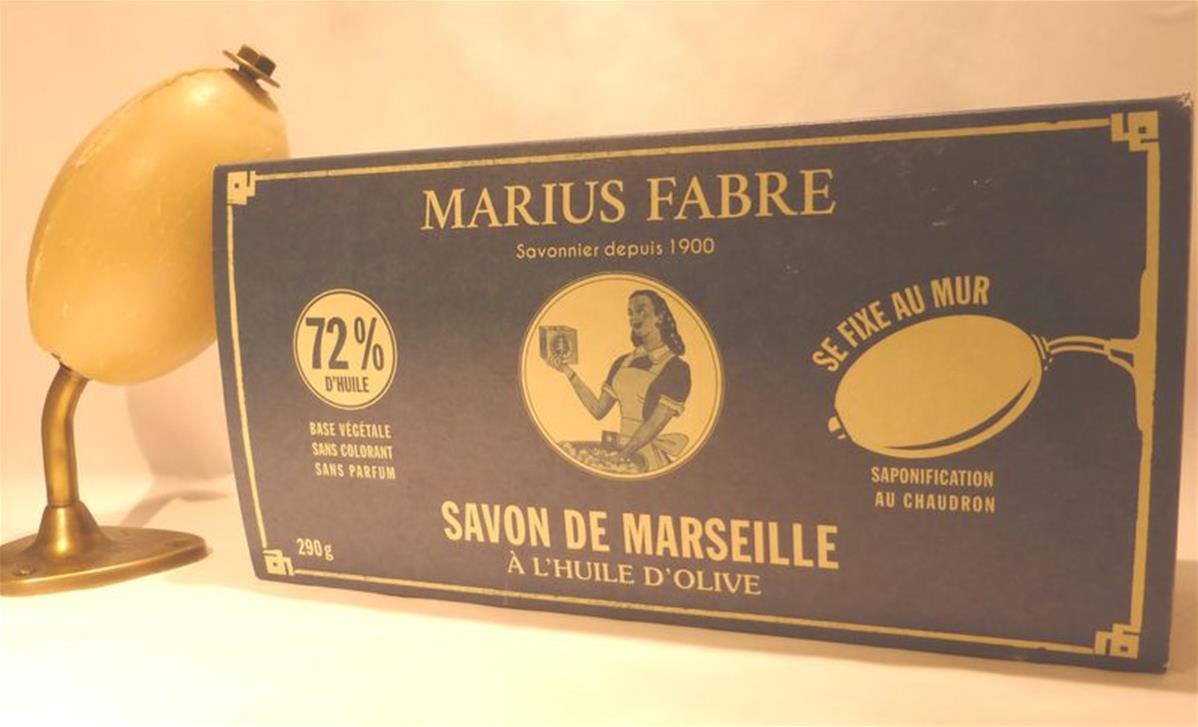 MARIUS FABRE
Savonnier depuis 1900
72%
D'HUILE
BASE VÉGÉTALE
SANS COLORANT
SANS PARFUM
SE FIXE AU MUR
SAPONIFICATION
AU CHAUDRON
SAVON DE MARSEILLE
À L'HUILE D'OLIVE
290g